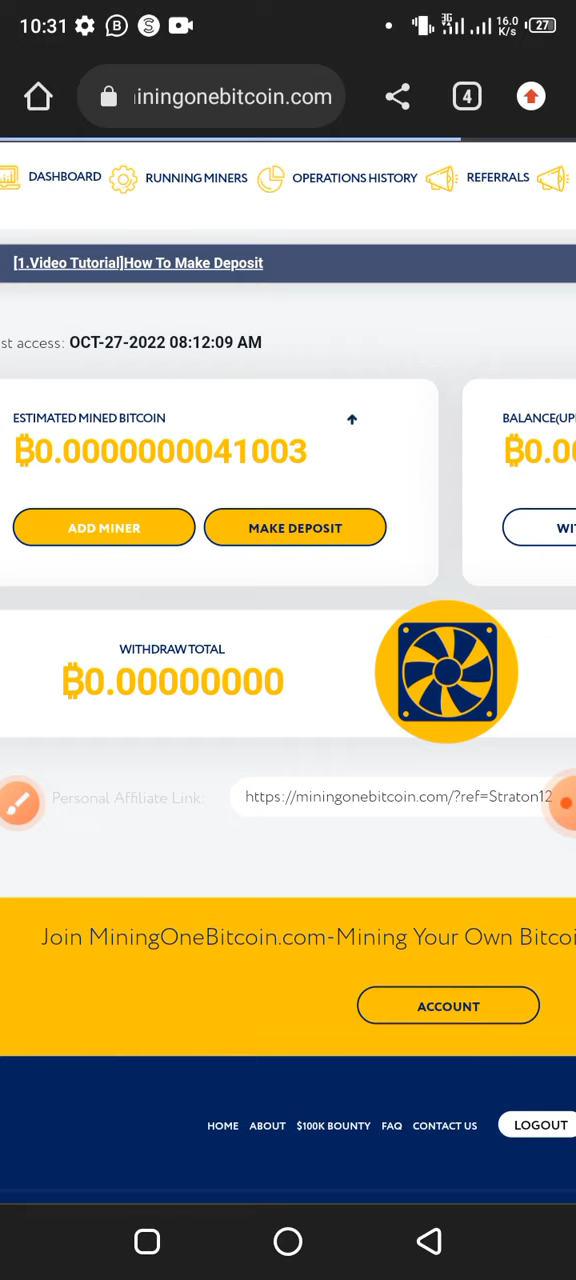 10:31 B S 3G 16.0 K/s 27
iningonebitcoin.com 4
DASHBOARD RUNNING MINERS OPERATIONS HISTORY REFERRALS
[1.Video Tutorial]How To Make Deposit
st access: OCT-27-2022 08:12:09 AM
ESTIMATED MINED BITCOIN BALANCE(UP
₿0.0000000041003 ₿0.0
ADD MINER MAKE DEPOSIT WI
WITHDRAW TOTAL
₿0.00000000
Personal Affiliate Link: https://miningonebitcoin.com/?ref=Straton12
Join MiningOneBitcoin.com-Mining Your Own Bitcoi
ACCOUNT
HOME ABOUT $100K BOUNTY FAQ CONTACT US LOGOUT